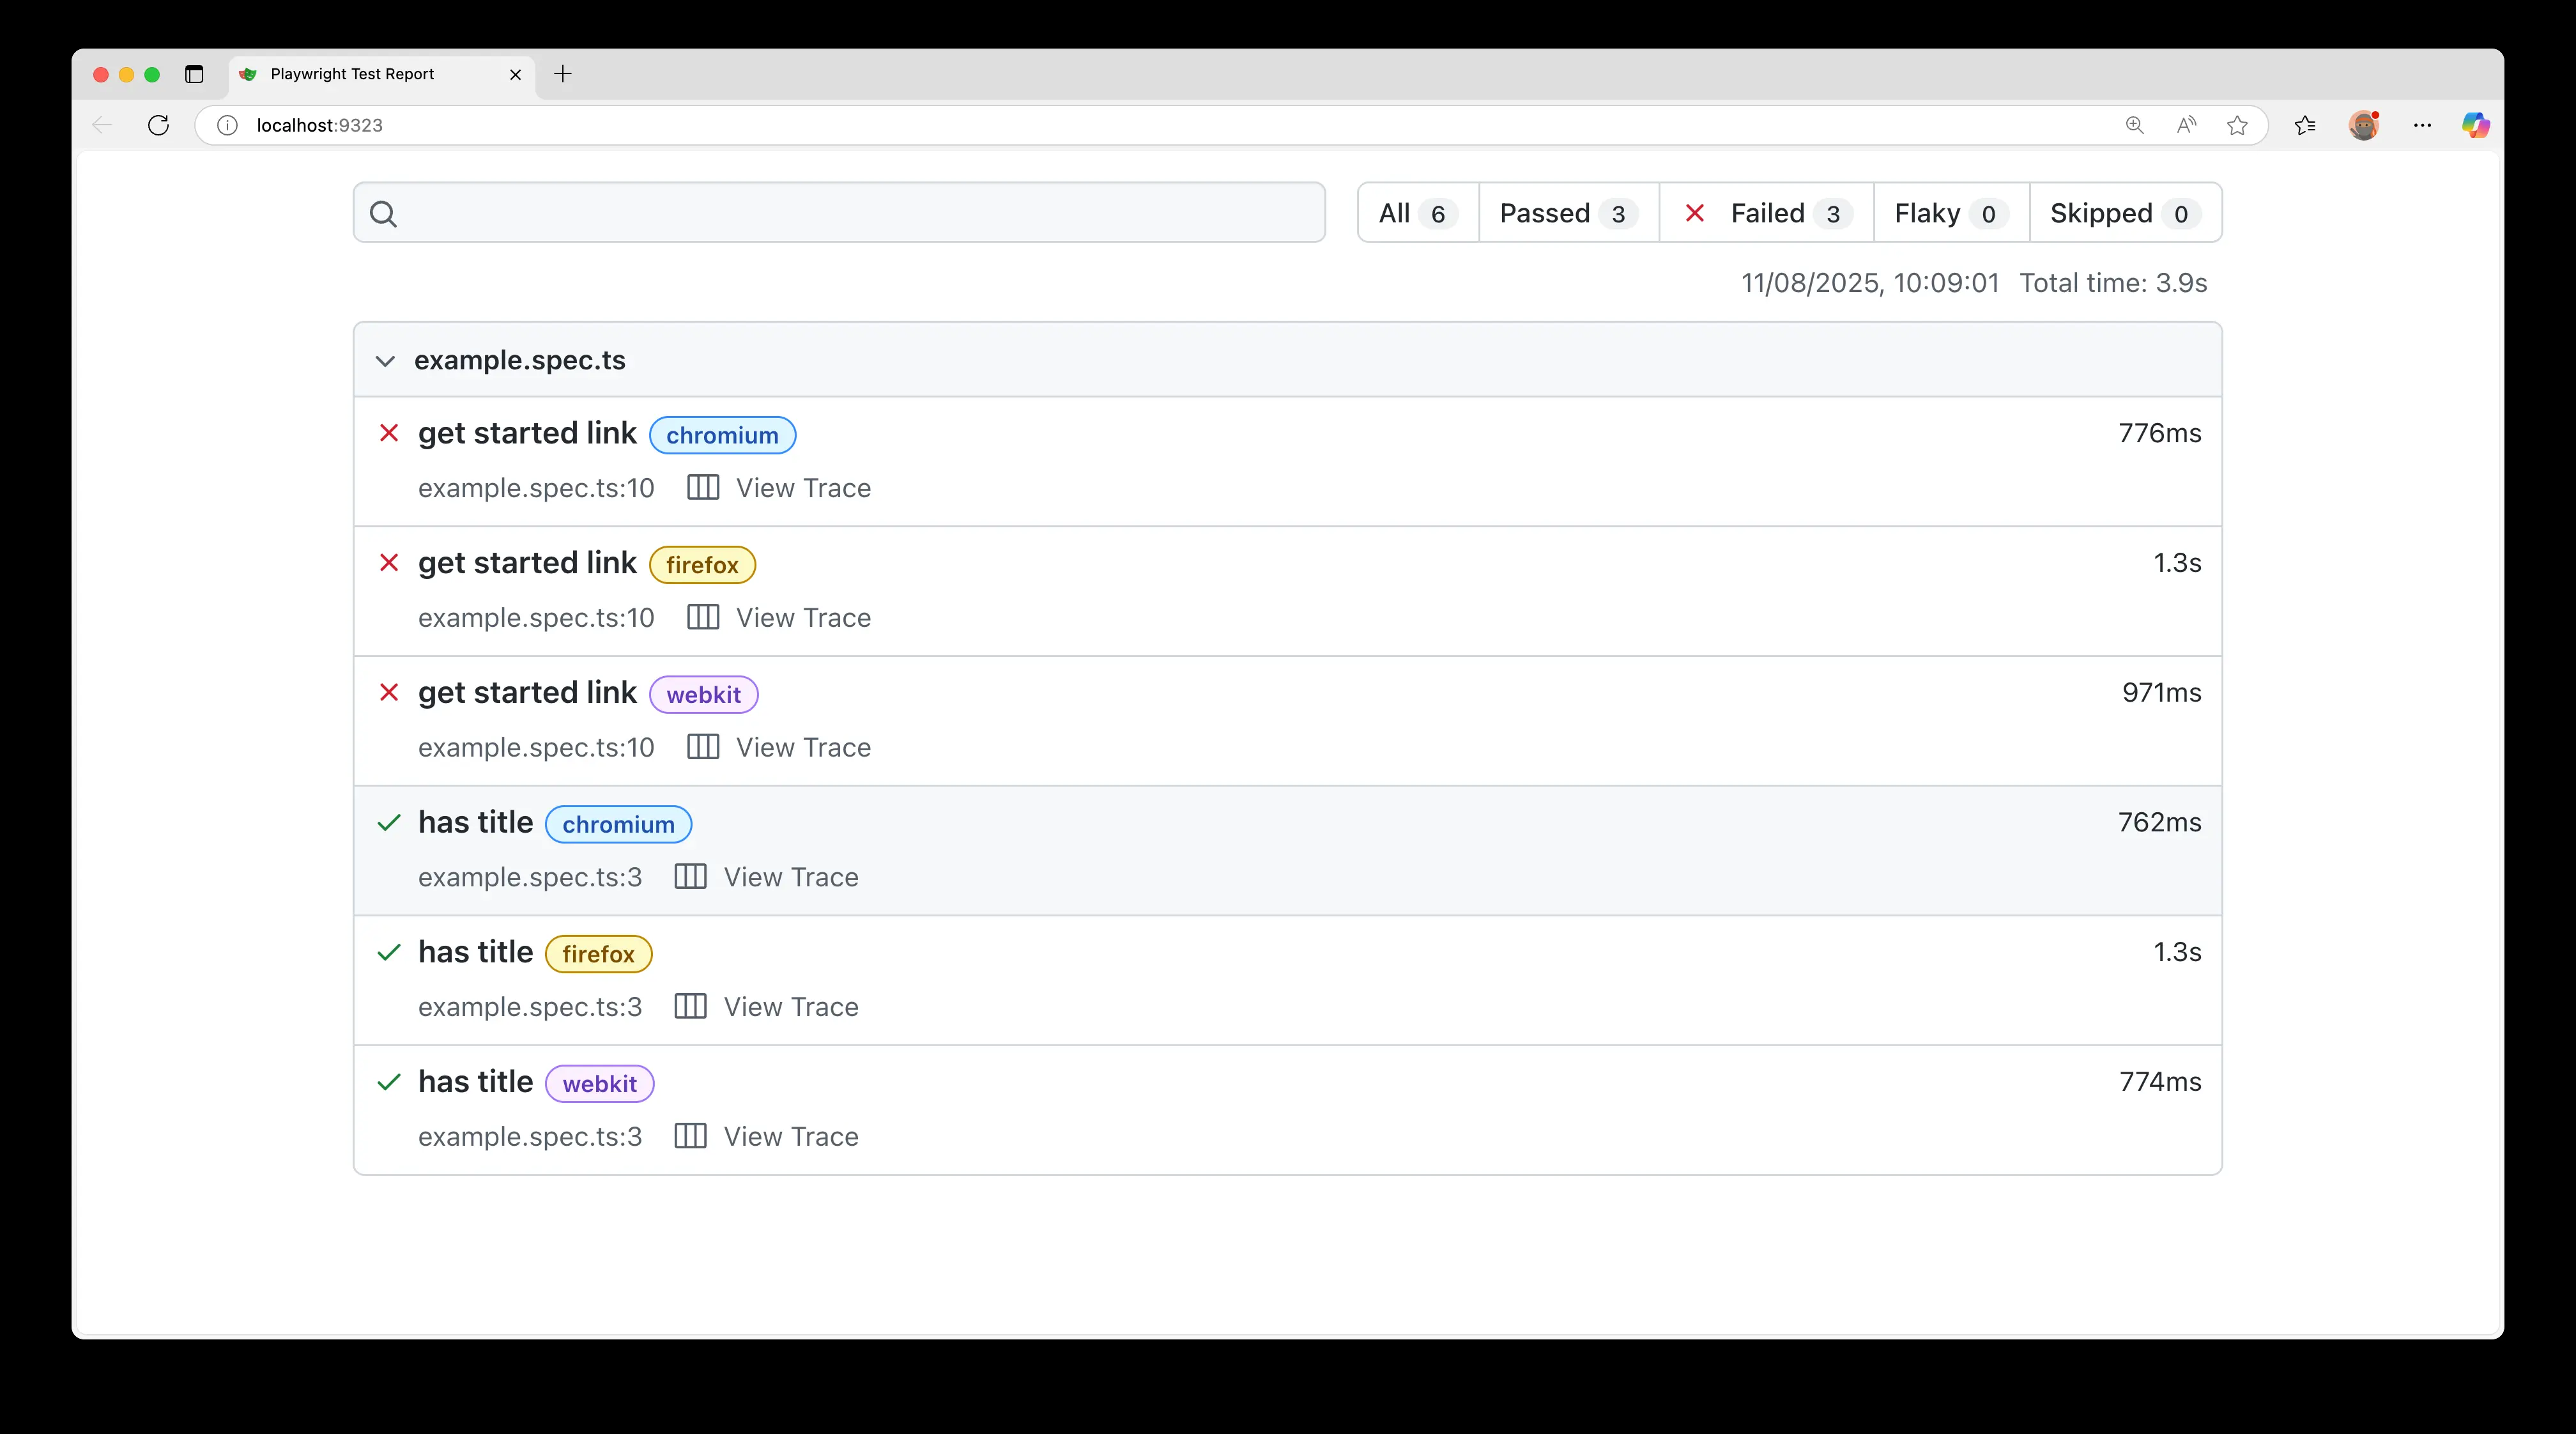 Playwright Test Report
localhost:9323
All 6 Passed 3 Failed 3 Flaky 0 Skipped 0
11/08/2025, 10:09:01 Total time: 3.9s
example.spec.ts
get started link chromium 776ms
example.spec.ts:10 View Trace
get started link firefox 1.3s
example.spec.ts:10 View Trace
get started link webkit 971ms
example.spec.ts:10 View Trace
has title chromium 762ms
example.spec.ts:3 View Trace
has title firefox 1.3s
example.spec.ts:3 View Trace
has title webkit 774ms
example.spec.ts:3 View Trace